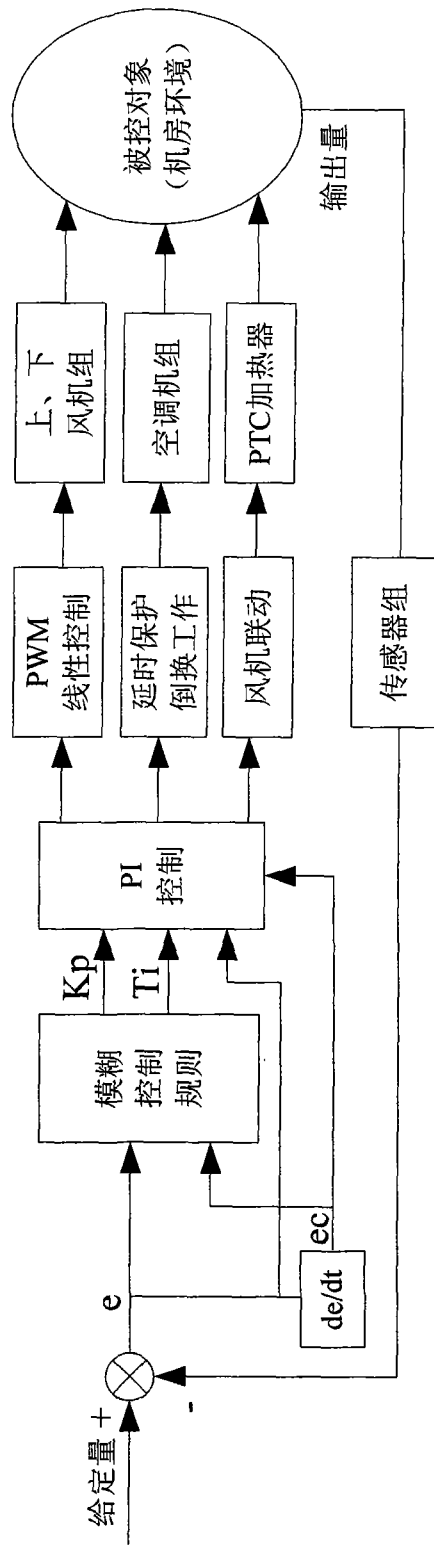 给定量
+
-
e
de/dt
ec
模糊
控制
规则
Kp
Ti
PI
控制
PWM
线性控制
延时保护
倒换工作
风机联动
上、下
风机组
空调机组
PTC加热器
被控对象
（机房环境）
输出量
传感器组